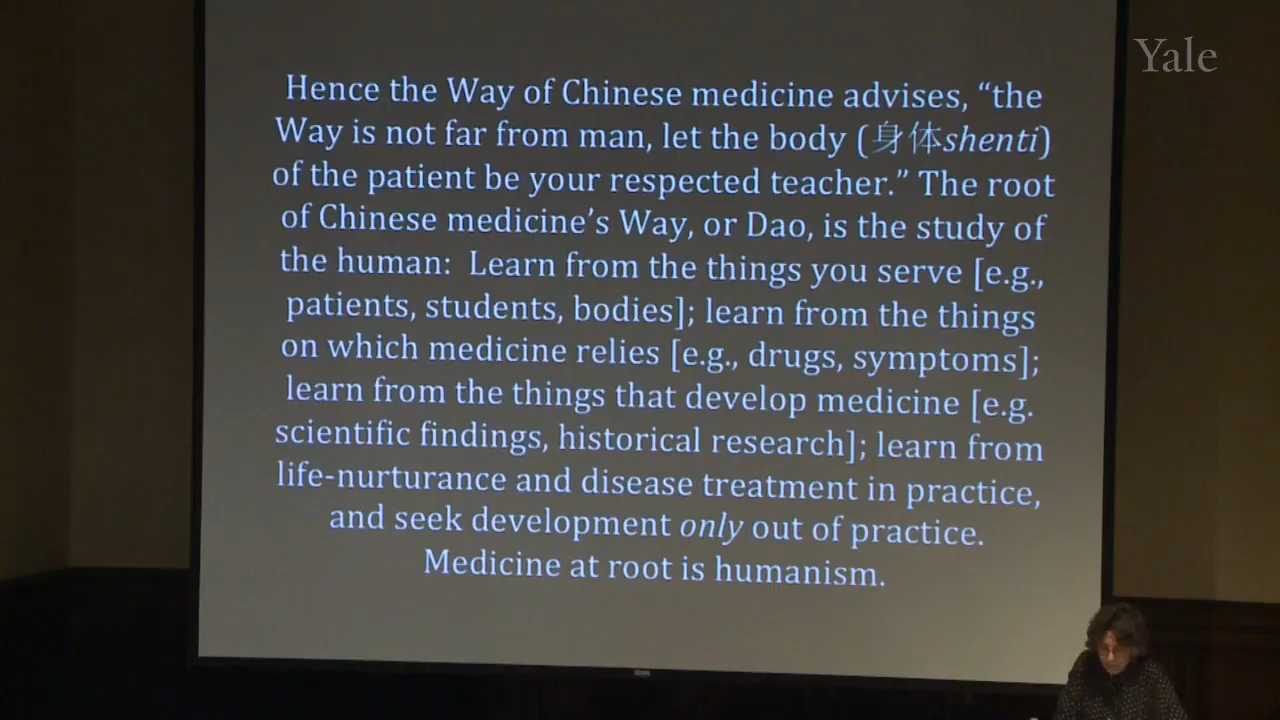 Yale
Hence the Way of Chinese medicine advises, “the
Way is not far from man, let the body (身体shenti)
of the patient be your respected teacher.” The root
of Chinese medicine’s Way, or Dao, is the study of
the human:  Learn from the things you serve [e.g.,
patients, students, bodies]; learn from the things
on which medicine relies [e.g., drugs, symptoms];
learn from the things that develop medicine [e.g.
scientific findings, historical research]; learn from
life-nurturance and disease treatment in practice,
and seek development only out of practice.
Medicine at root is humanism.